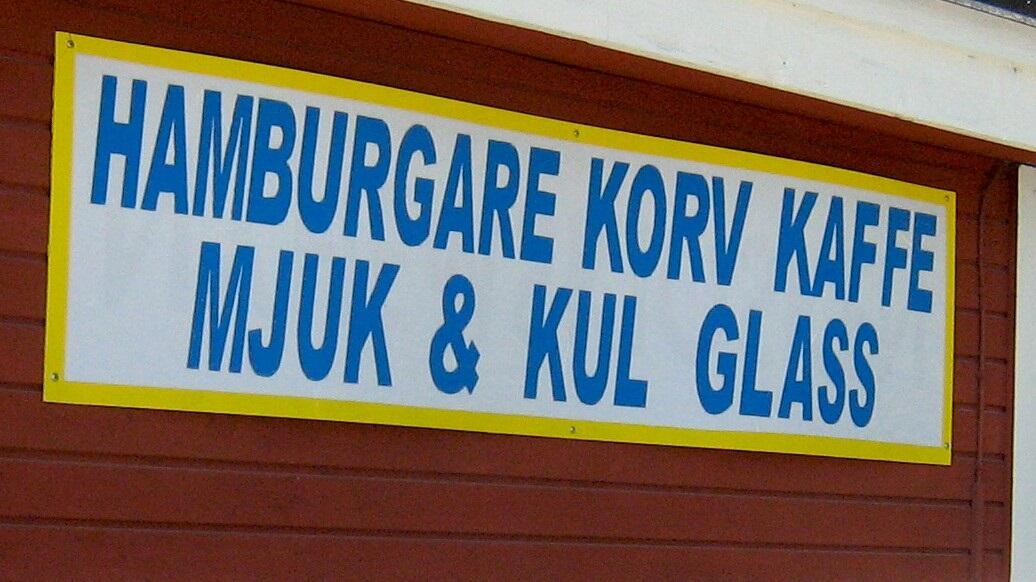 HAMBURGARE KORV KAFFE
MJUK & KUL GLASS